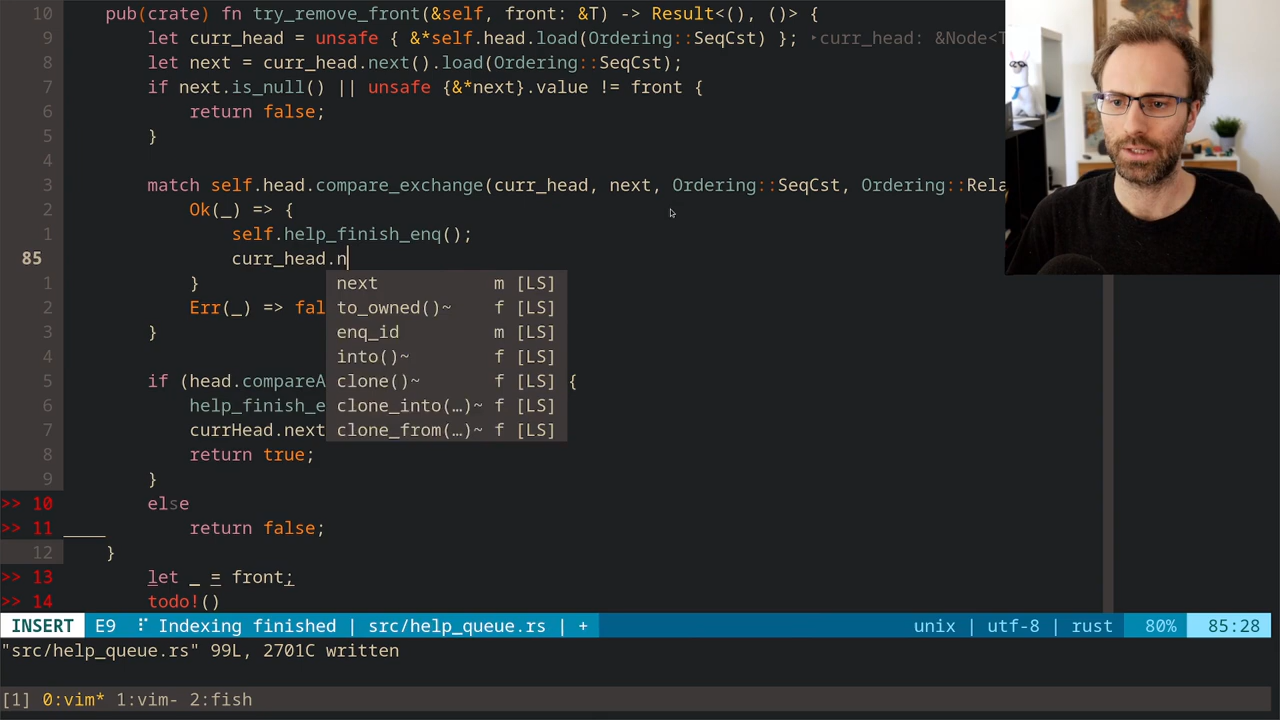 10 pub(crate) fn try_remove_front(&self, front: &T) -> Result<(), ()> {
9 let curr_head = unsafe { &*self.head.load(Ordering::SeqCst) }; ‣curr_head: &Node<T
8 let next = curr_head.next().load(Ordering::SeqCst);
7 if next.is_null() || unsafe {&*next}.value != front {
6 return false;
5 }
4
3 match self.head.compare_exchange(curr_head, next, Ordering::SeqCst, Ordering::Rela
2 Ok(_) => {
1 self.help_finish_enq();
85 curr_head.n
1 }
next m [LS]
2 Err(_) => fal
to_owned()~ f [LS]
3 }
enq_id m [LS]
4
into()~ f [LS]
5 if (head.compareA {
clone()~ f [LS]
6 help_finish_e
clone_into(…)~ f [LS]
7 currHead.next
clone_from(…)~ f [LS]
8 return true;
9 }
>> 10 else
>> 11 return false;
12 }
>> 13 let _ = front;
>> 14 todo!()
INSERT E9 ⠏ Indexing finished | src/help_queue.rs | + unix | utf-8 | rust 80% 85:28
"src/help_queue.rs" 99L, 2701C written
[1] 0:vim* 1:vim- 2:fish